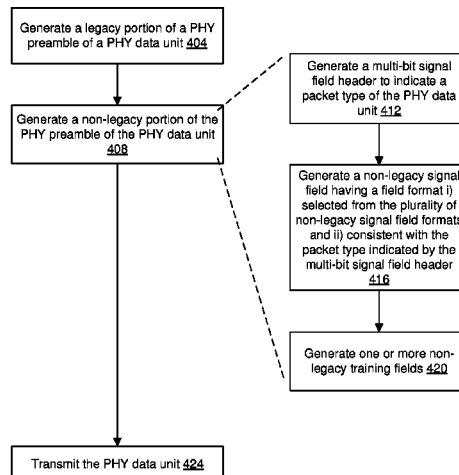 Generate a legacy portion of a PHY
preamble of a PHY data unit 404
Generate a non-legacy portion of the
PHY preamble of the PHY data unit
408
Generate a multi-bit signal
field header to indicate a
packet type of the PHY data
unit 412
Generate a non-legacy signal
field having a field format i)
selected from the plurality of
non-legacy signal field formats
and ii) consistent with the
packet type indicated by the
multi-bit signal field header
416
Generate one or more non-
legacy training fields 420
Transmit the PHY data unit 424